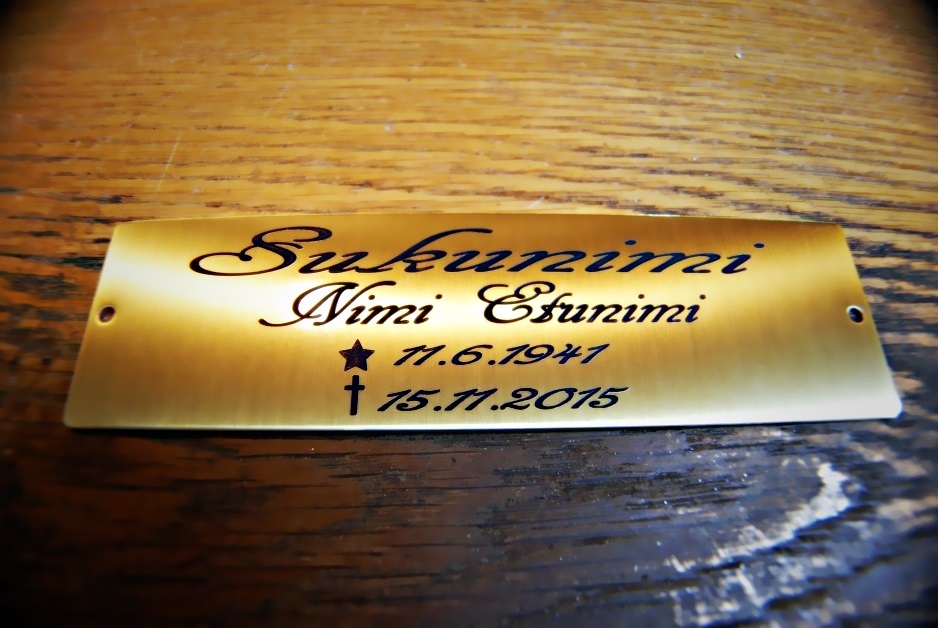 Sukunimi
Nimi Etunimi
★ 11.6.1941
✝ 15.11.2015